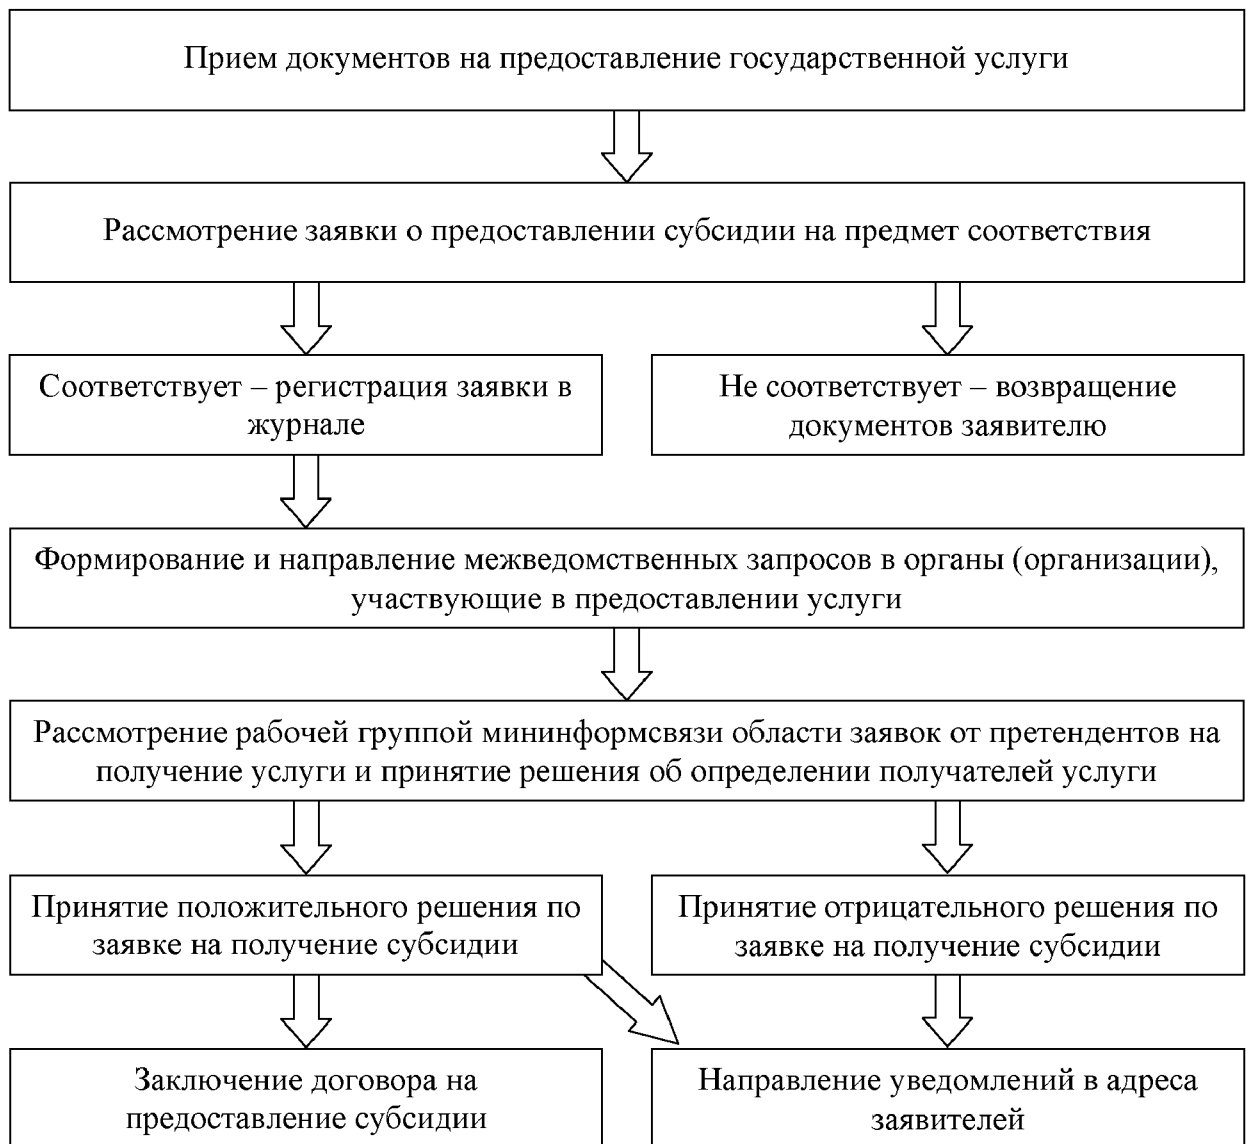 Прием документов на предоставление государственной услуги
Рассмотрение заявки о предоставлении субсидии на предмет соответствия
Соответствует – регистрация заявки в
журнале
Не соответствует – возвращение
документов заявителю
Формирование и направление межведомственных запросов в органы (организации),
участвующие в предоставлении услуги
Рассмотрение рабочей группой мининформсвязи области заявок от претендентов на
получение услуги и принятие решения об определении получателей услуги
Принятие положительного решения по
заявке на получение субсидии
Принятие отрицательного решения по
заявке на получение субсидии
Заключение договора на
предоставление субсидии
Направление уведомлений в адреса
заявителей